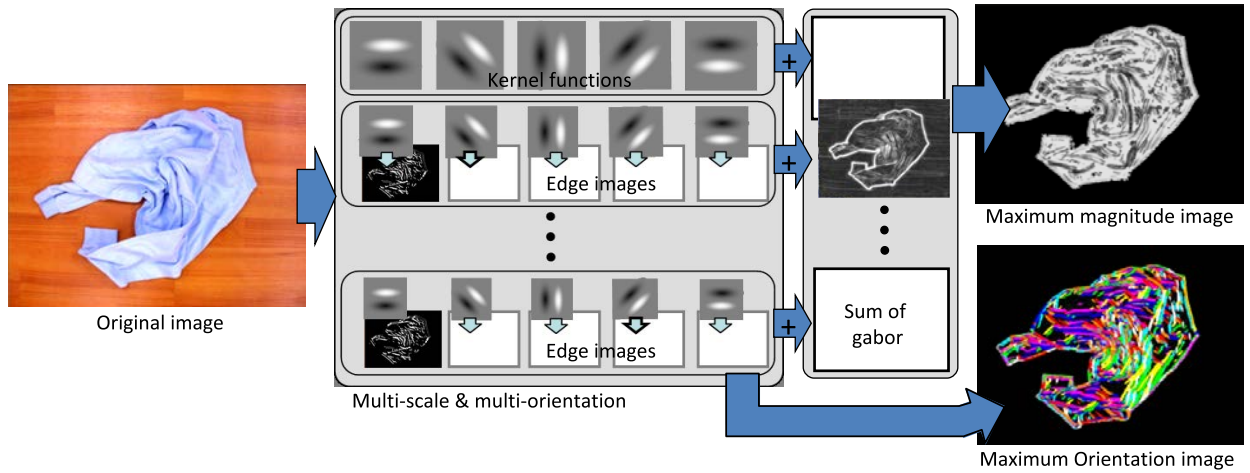 Kernel functions
+
Edge images
+
Maximum magnitude image
Original image
Edge images
+
Sum of
gabor
Multi-scale & multi-orientation
Maximum Orientation image